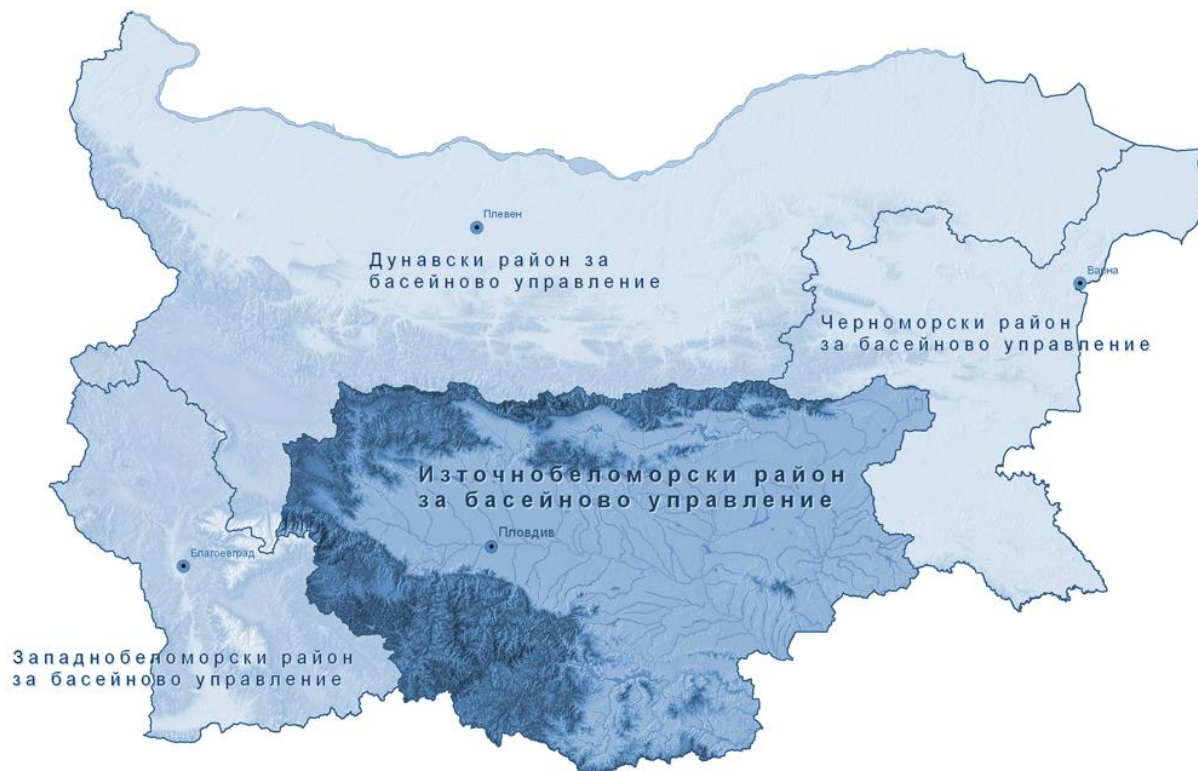 Плевен
Дунавски район за
басейново управление
Варна
Черноморски район
за басейново управление
Източнобеломорски район
за басейново управление
Пловдив
Благоевград
Западнобеломорски район
за басейново управление